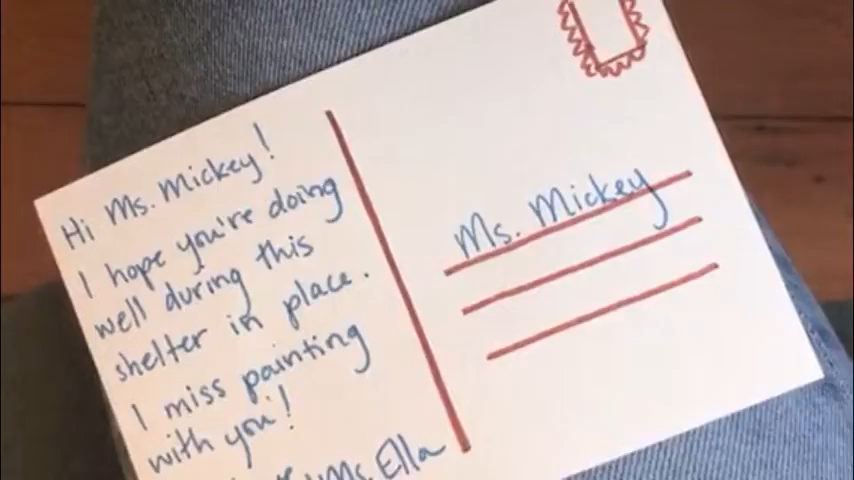 Hi Ms. Mickey!
I hope you're doing
well during this
shelter in place.
I miss painting
with you!
Ms. Ella
Ms. Mickey